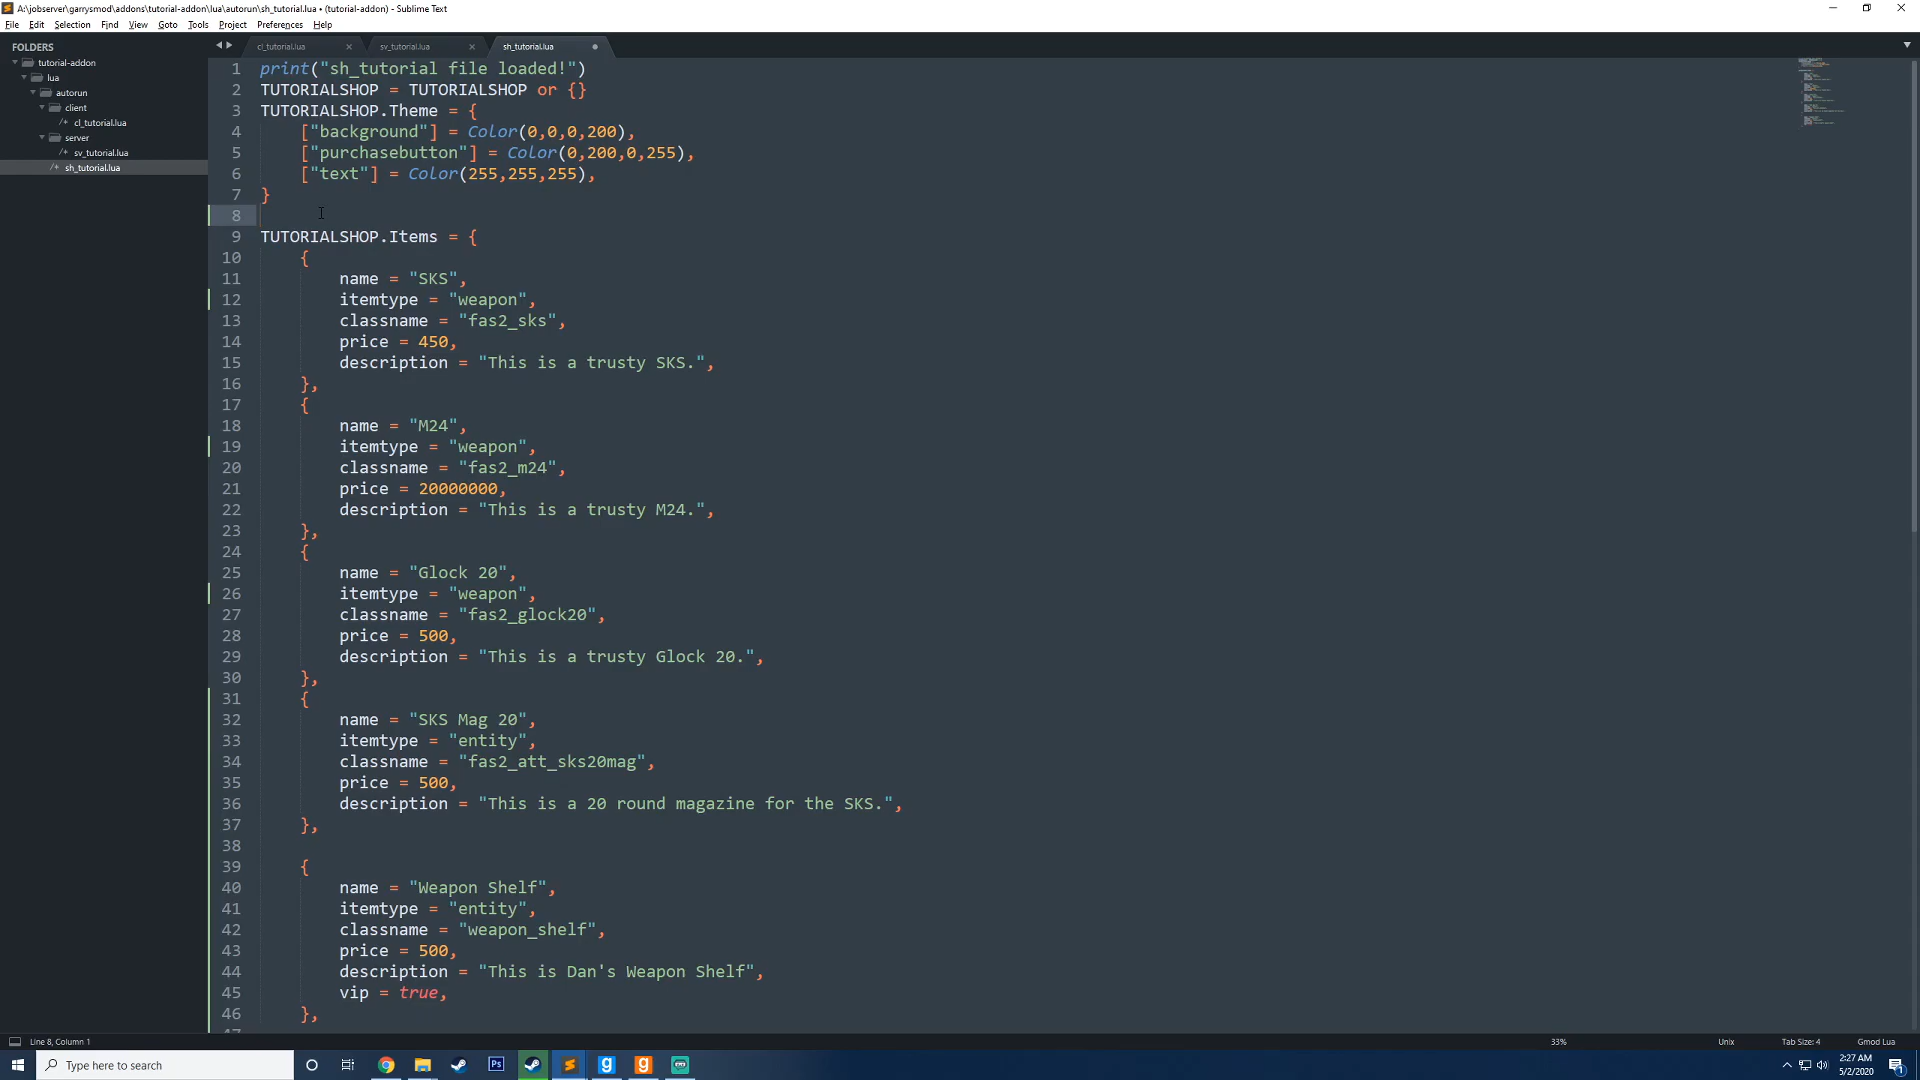 A:\jobserver\garrysmod\addons\tutorial-addon\lua\autorun\sh_tutorial.lua • (tutorial-addon) - Sublime Text
File Edit Selection Find View Goto Tools Project Preferences Help
FOLDERS
tutorial-addon
lua
autorun
client
cl_tutorial.lua
server
sv_tutorial.lua
sh_tutorial.lua
cl_tutorial.lua sv_tutorial.lua sh_tutorial.lua
1 print("sh_tutorial file loaded!")
2 TUTORIALSHOP = TUTORIALSHOP or {}
3 TUTORIALSHOP.Theme = {
4 ["background"] = Color(0,0,0,200),
5 ["purchasebutton"] = Color(0,200,0,255),
6 ["text"] = Color(255,255,255),
7 }
8
9 TUTORIALSHOP.Items = {
10 {
11 name = "SKS",
12 itemtype = "weapon",
13 classname = "fas2_sks",
14 price = 450,
15 description = "This is a trusty SKS.",
16 },
17 {
18 name = "M24",
19 itemtype = "weapon",
20 classname = "fas2_m24",
21 price = 20000000,
22 description = "This is a trusty M24.",
23 },
24 {
25 name = "Glock 20",
26 itemtype = "weapon",
27 classname = "fas2_glock20",
28 price = 500,
29 description = "This is a trusty Glock 20.",
30 },
31 {
32 name = "SKS Mag 20",
33 itemtype = "entity",
34 classname = "fas2_att_sks20mag",
35 price = 500,
36 description = "This is a 20 round magazine for the SKS.",
37 },
38
39 {
40 name = "Weapon Shelf",
41 itemtype = "entity",
42 classname = "weapon_shelf",
43 price = 500,
44 description = "This is Dan's Weapon Shelf",
45 vip = true,
46 },
Line 8, Column 1 33% Unix Tab Size: 4 Gmod Lua
Type here to search
2:27 AM
5/2/2020